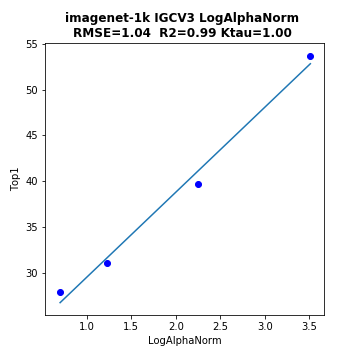 imagenet-1k IGCV3 LogAlphaNorm
RMSE=1.04 R2=0.99 Ktau=1.00
55
50
45
40
35
30
Top1
1.0 1.5 2.0 2.5 3.0 3.5
LogAlphaNorm